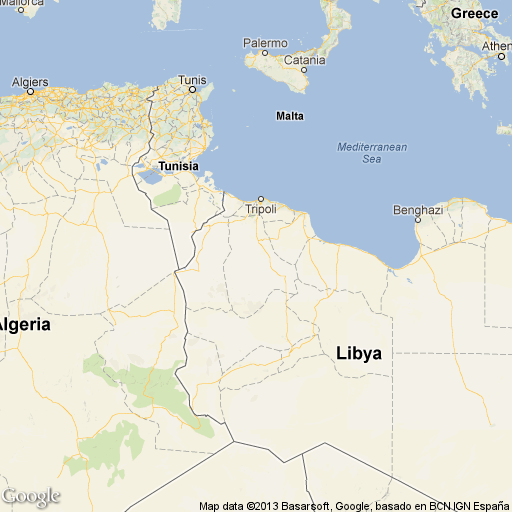 Mallorca
Greece
Palermo
Athen
Catania
Algiers
Tunis
Malta
Mediterranean
Sea
Tunisia
Tripoli
Benghazi
Algeria
Libya
Google
Map data ©2013 Basarsoft, Google, basado en BCN IGN España